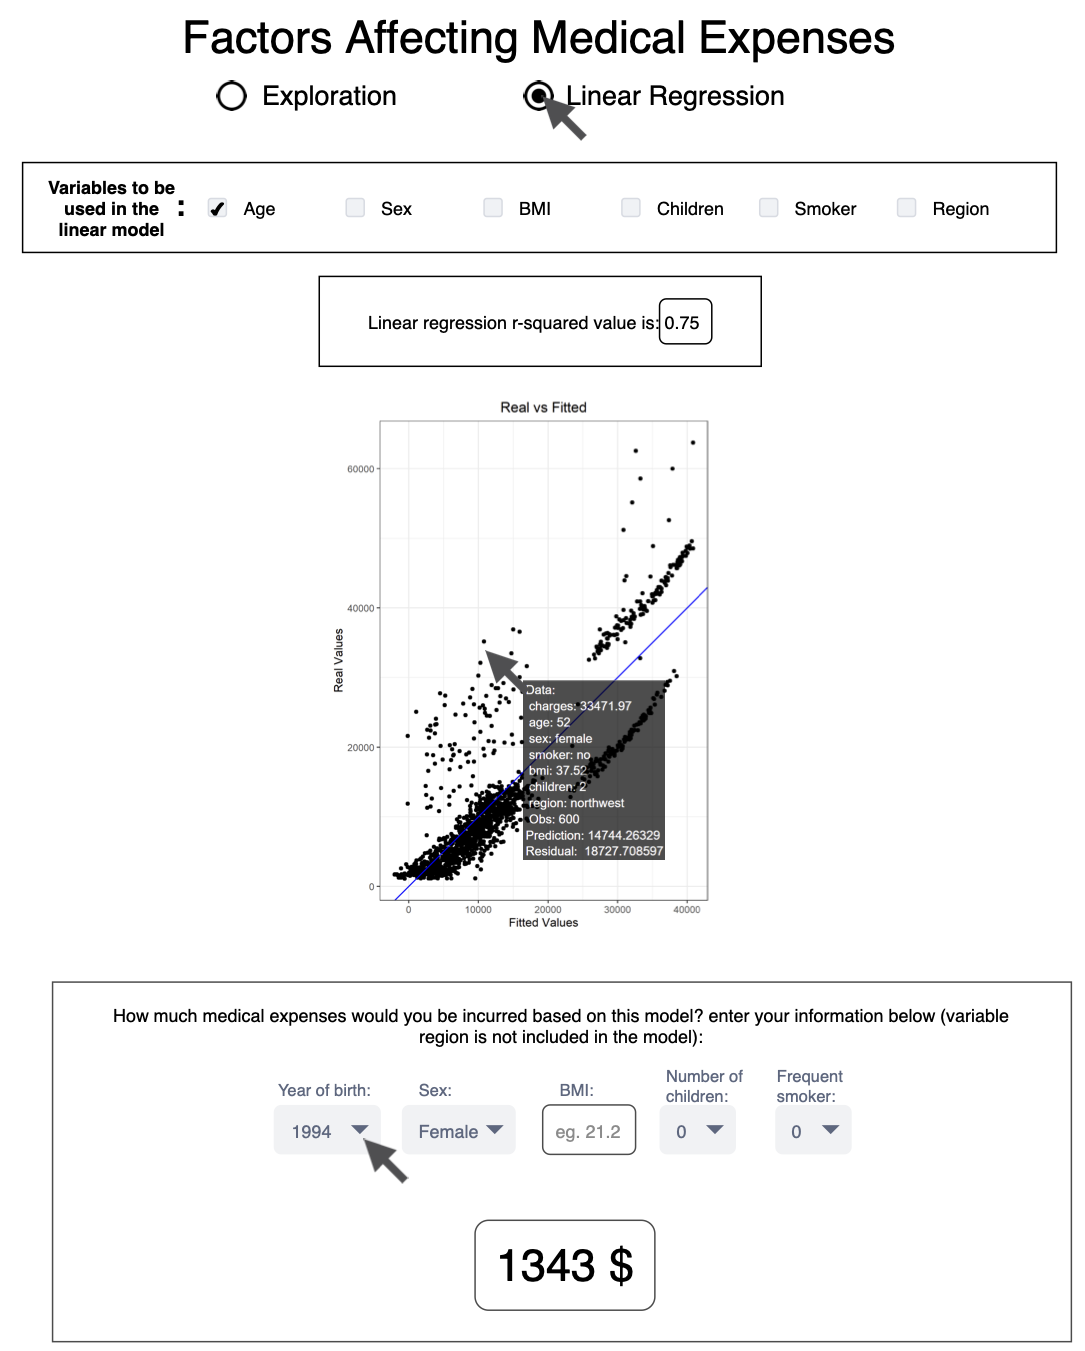 Factors Affecting Medical Expenses
Exploration
Linear Regression
Variables to be
used in the
linear model
:
Age
Sex
BMI
Children
Smoker
Region
Linear regression r-squared value is: 0.75
Real vs Fitted
60000
40000
20000
0
Real Values
Data:
charges: 33471.97
age: 52
sex: female
smoker: no
bmi: 37.52
children: 2
region: northwest
Obs: 600
Prediction: 14744.26329
Residual: 18727.708597
0 10000 20000 30000 40000
Fitted Values
How much medical expenses would you be incurred based on this model? enter your information below (variable
region is not included in the model):
Year of birth:
1994
Sex:
Female
BMI:
eg. 21.2
Number of
children:
0
Frequent
smoker:
0
1343 $